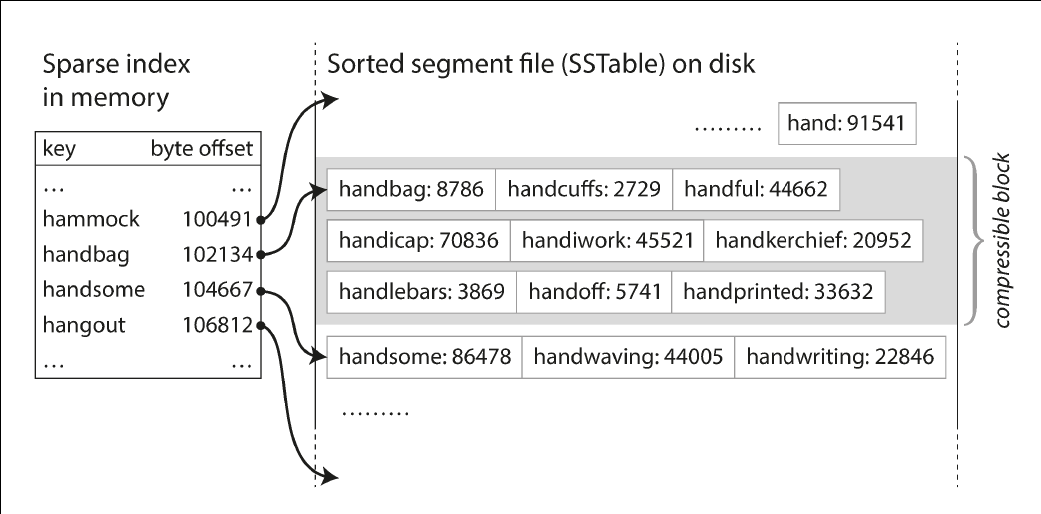 Sparse index
in memory
key byte offset
... ...
hammock 100491
handbag 102134
handsome 104667
hangout 106812
... ...
Sorted segment file (SSTable) on disk
......... hand: 91541
handbag: 8786 handcuffs: 2729 handful: 44662
handicap: 70836 handiwork: 45521 handkerchief: 20952
handlebars: 3869 handoff: 5741 handprinted: 33632
handsome: 86478 handwaving: 44005 handwriting: 22846
.........
compressible block